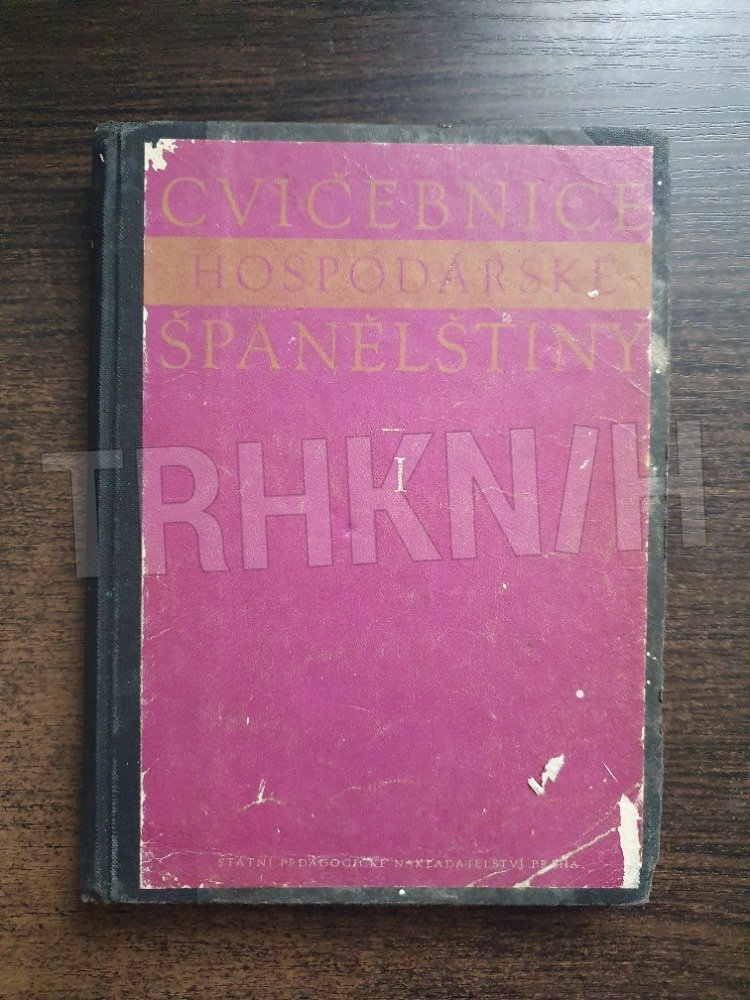 CVIČEBNICE
HOSPODÁŘSKÉ
ŠPANĚLŠTINY
I
TRHKNIH
STÁTNÍ PEDAGOGICKÉ NAKLADATELSTVÍ PRAHA